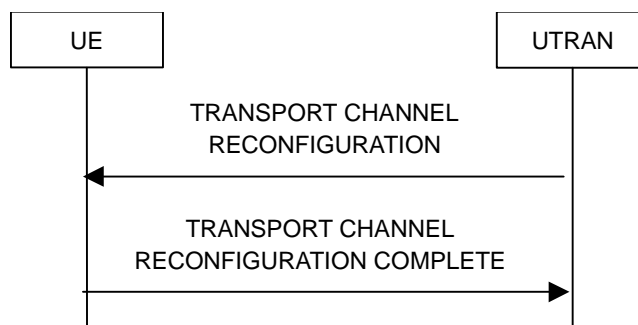 UE
UTRAN
TRANSPORT CHANNEL
RECONFIGURATION
TRANSPORT CHANNEL
RECONFIGURATION COMPLETE